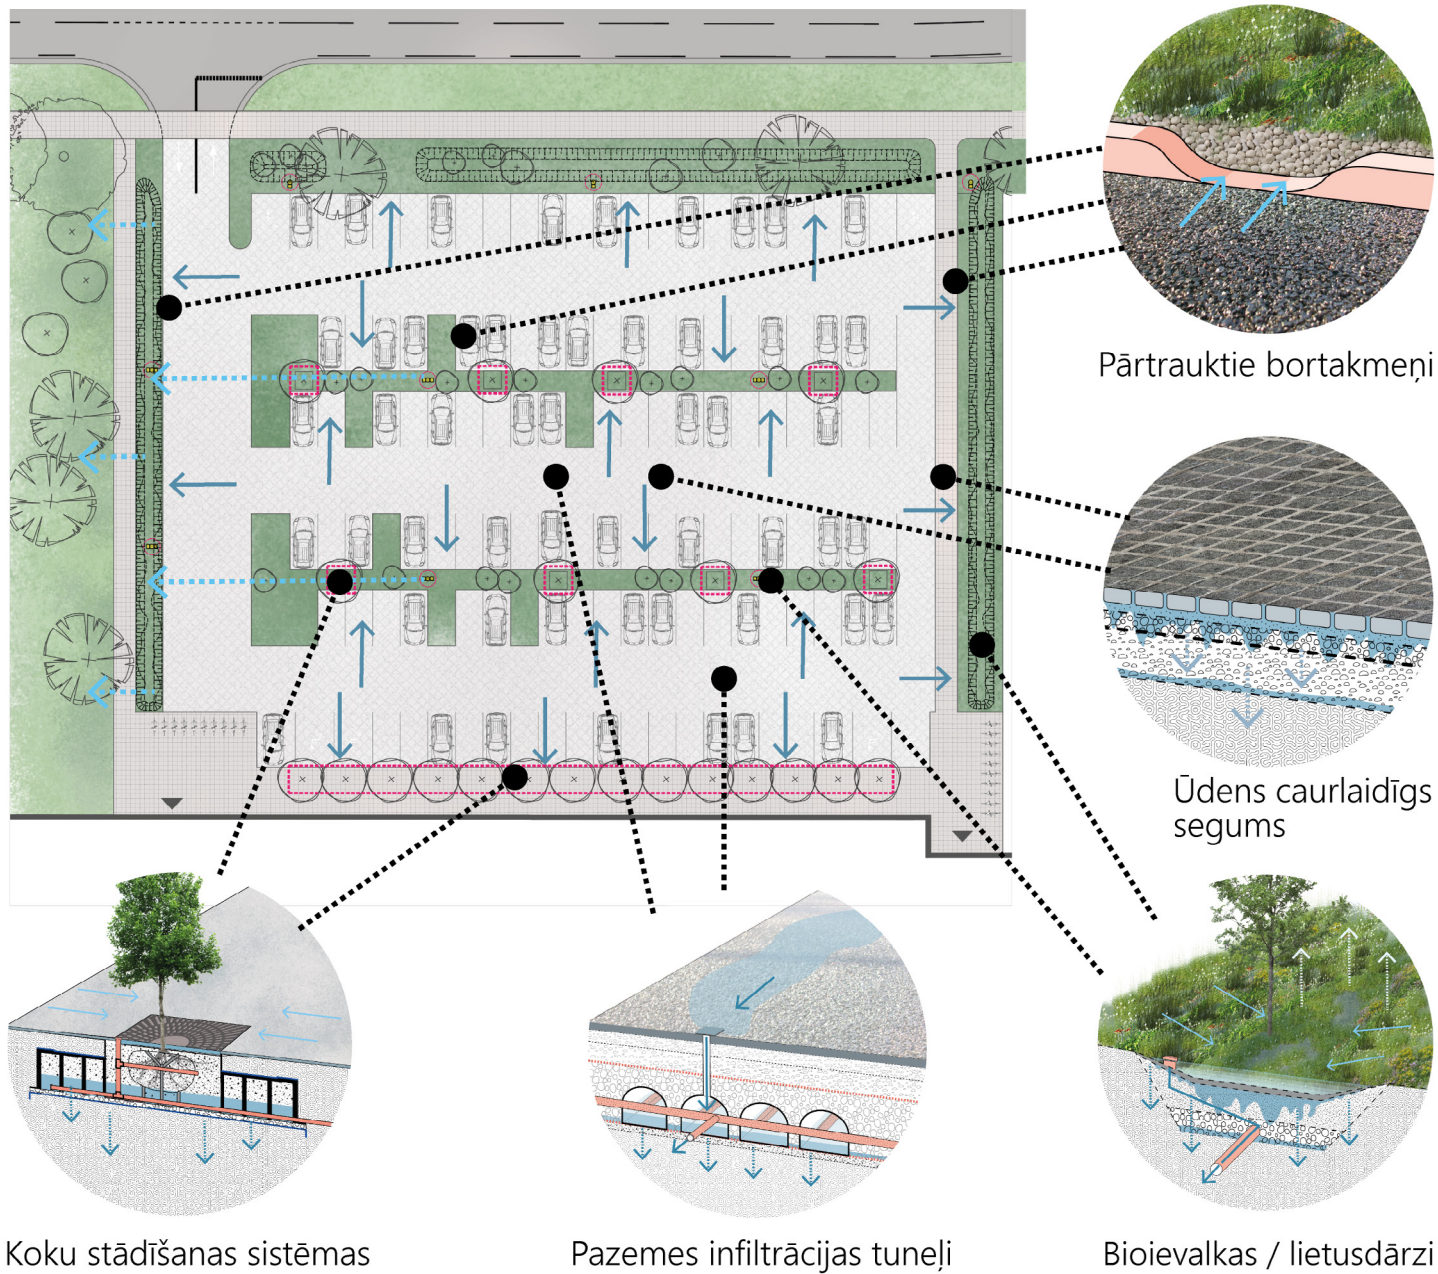 Pārtrauktie bortakmeņi
Ūdens caurlaidīgs
segums
Koku stādīšanas sistēmas
Pazemes infiltrācijas tuneļi
Bioievalkas / lietusdārzi